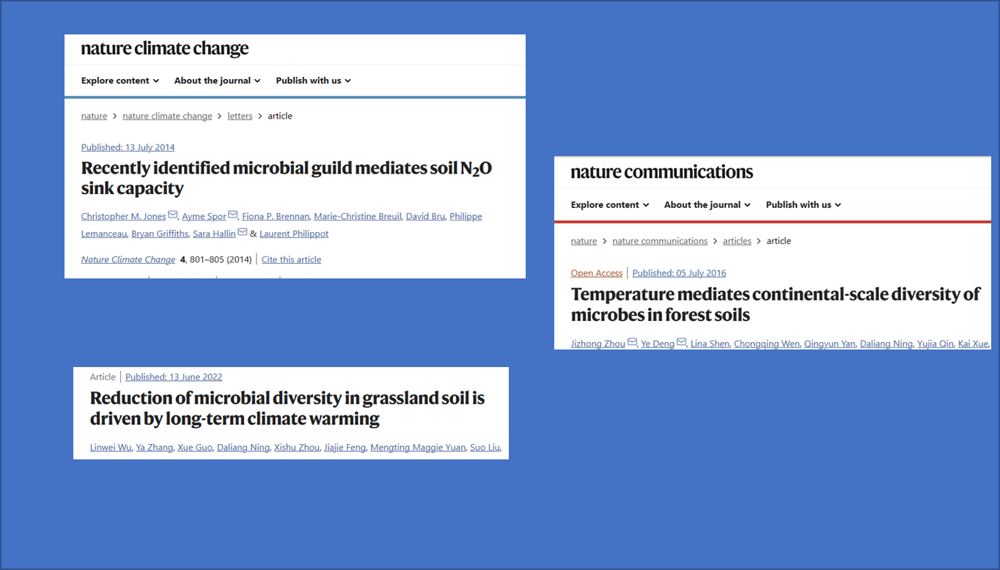 nature climate change
Explore content About the journal Publish with us
nature > nature climate change > letters > article
Published: 13 July 2014
Recently identified microbial guild mediates soil N₂O
sink capacity
Christopher M. Jones, Ayme Spor, Fiona P. Brennan, Marie-Christine Breuil, David Bru, Philippe
Lemanceau, Bryan Griffiths, Sara Hallin & Laurent Philippot
Nature Climate Change 4, 801–805 (2014) | Cite this article
nature communications
Explore content About the journal Publish with us
nature > nature communications > articles > article
Open Access | Published: 05 July 2016
Temperature mediates continental-scale diversity of
microbes in forest soils
Jizhong Zhou, Ye Deng, Lina Shen, Chongqing Wen, Qingyun Yan, Daliang Ning, Yujia Qin, Kai Xue,
Article | Published: 13 June 2022
Reduction of microbial diversity in grassland soil is
driven by long-term climate warming
Linwei Wu, Ya Zhang, Xue Guo, Daliang Ning, Xishu Zhou, Jiajie Feng, Mengting Maggie Yuan, Suo Liu,